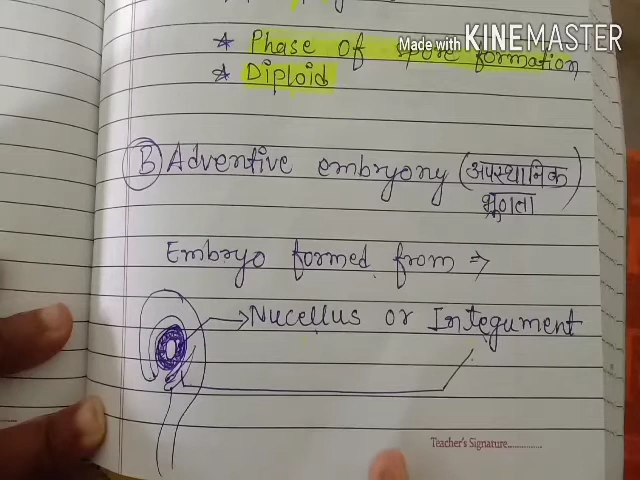 Made with KINEMASTER
* Phase of spore formation
* Diploid
B Adventive embryony (अपस्थानिक
भ्रूणता)
Embryo formed from ⇒
Nucellus or Integument
Teacher's Signature...............